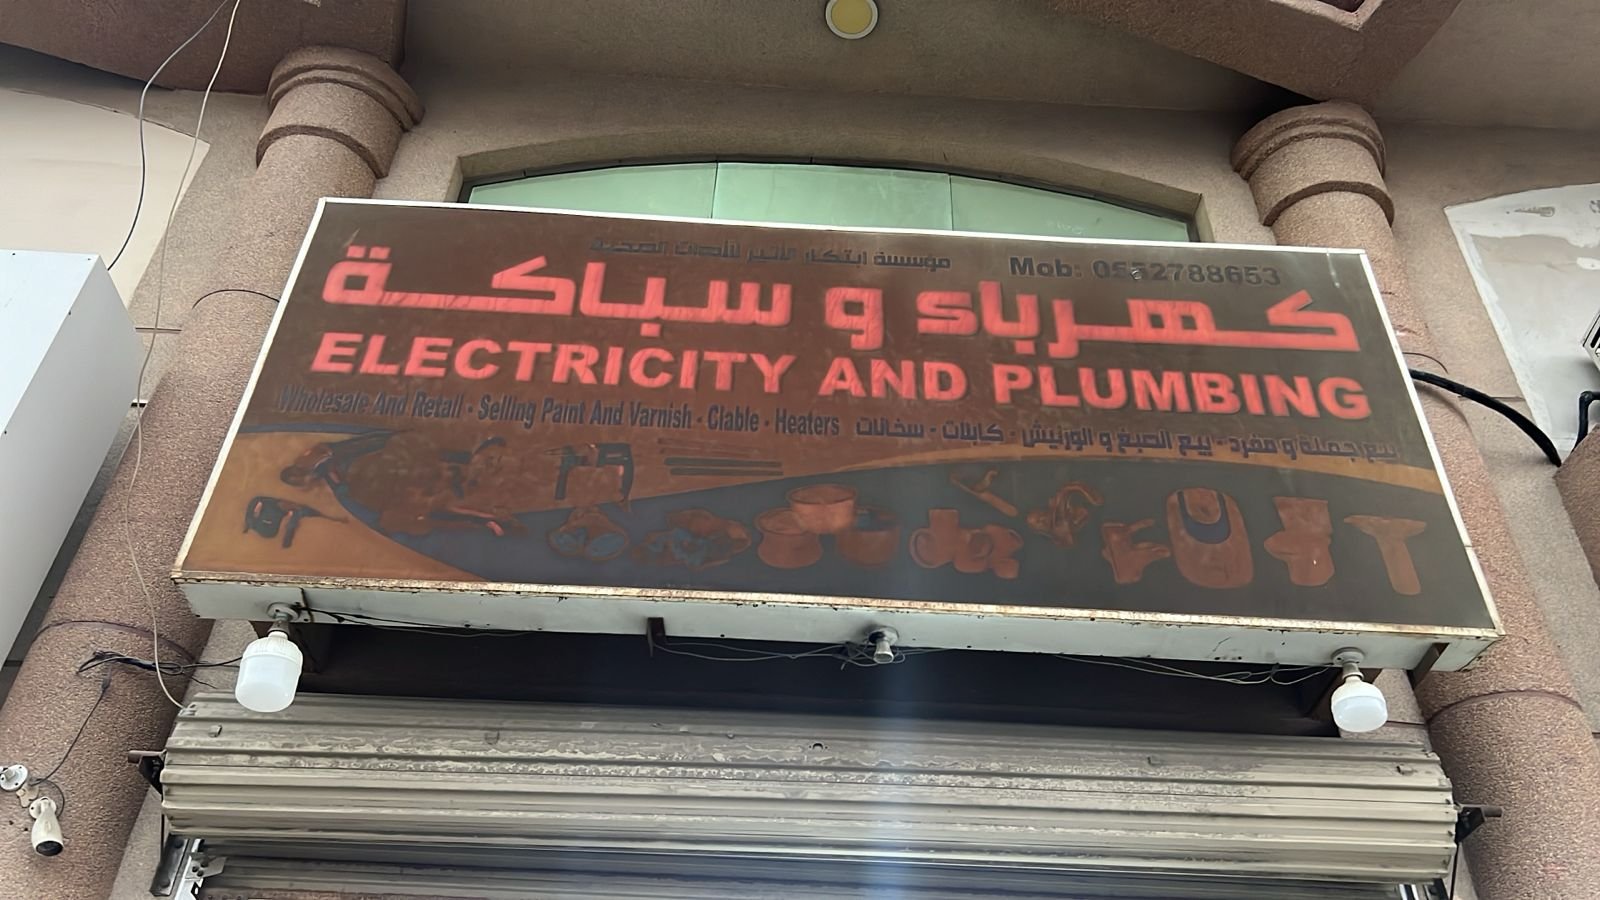 مؤسسة ابتكار الأثير للأدوات الصحية
Mob: 0552788653
كهرباء و سباكة
ELECTRICITY AND PLUMBING
Wholesale And Retail - Selling Paint And Varnish - Clable - Heaters
بيع جملة و مفرد - بيع الصبغ و الورنيش - كابلات - سخانات